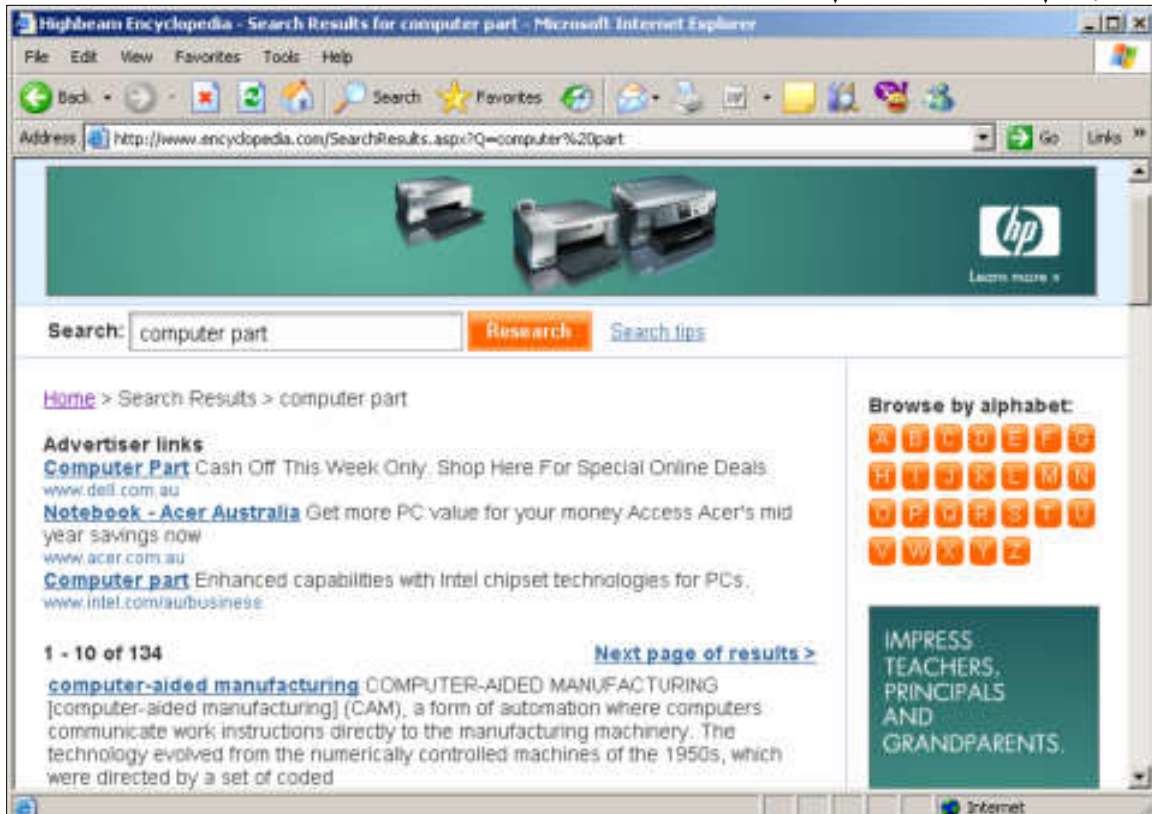 Highbeam Encyclopedia - Search Results for computer part - Microsoft Internet Explorer
File Edit View Favorites Tools Help
Back Search Favorites
Address http://www.encyclopedia.com/SearchResults.aspx?Q=computer%20part Go Links »
hp
Learn more »
Search: computer part Research Search tips
Home > Search Results > computer part
Advertiser links
Computer Part Cash Off This Week Only. Shop Here For Special Online Deals
www.dell.com.au
Notebook - Acer Australia Get more PC value for your money Access Acer's mid
year savings now
www.acer.com.au
Computer part Enhanced capabilities with Intel chipset technologies for PCs.
www.intel.com/au/business
1 - 10 of 134 Next page of results >
computer-aided manufacturing COMPUTER-AIDED MANUFACTURING
[computer-aided manufacturing] (CAM), a form of automation where computers
communicate work instructions directly to the manufacturing machinery. The
technology evolved from the numerically controlled machines of the 1950s, which
were directed by a set of coded
Browse by alphabet:
A B C D E F G
H I J K L M N
O P Q R S T U
V W X Y Z
IMPRESS
TEACHERS,
PRINCIPALS
AND
GRANDPARENTS.
Internet